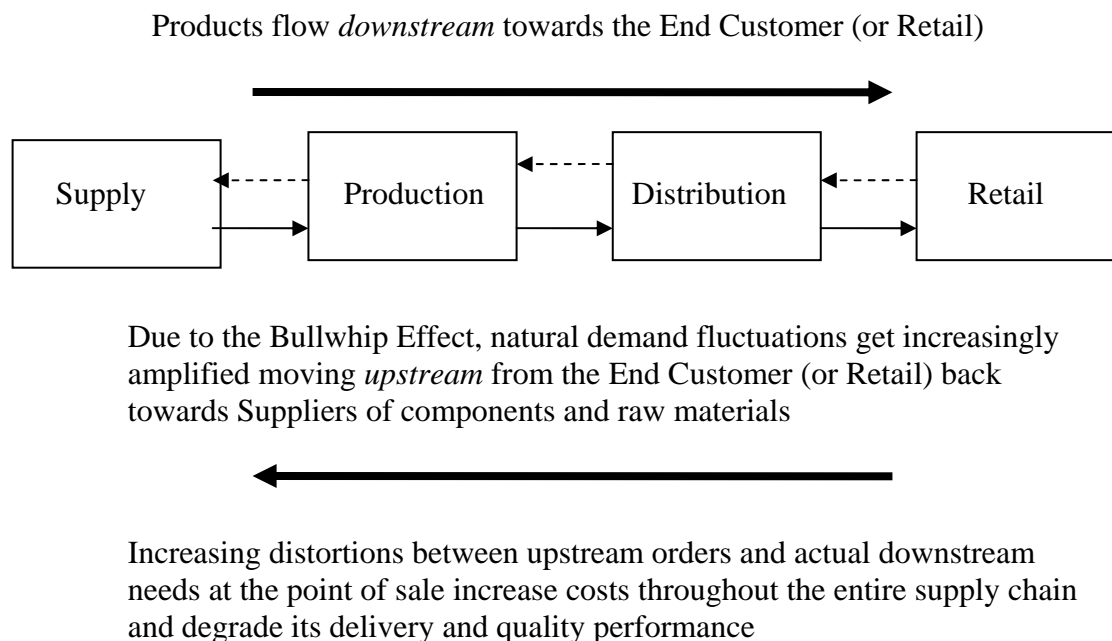 Products flow downstream towards the End Customer (or Retail)
Supply
Production
Distribution
Retail
Due to the Bullwhip Effect, natural demand fluctuations get increasingly
amplified moving upstream from the End Customer (or Retail) back
towards Suppliers of components and raw materials
Increasing distortions between upstream orders and actual downstream
needs at the point of sale increase costs throughout the entire supply chain
and degrade its delivery and quality performance